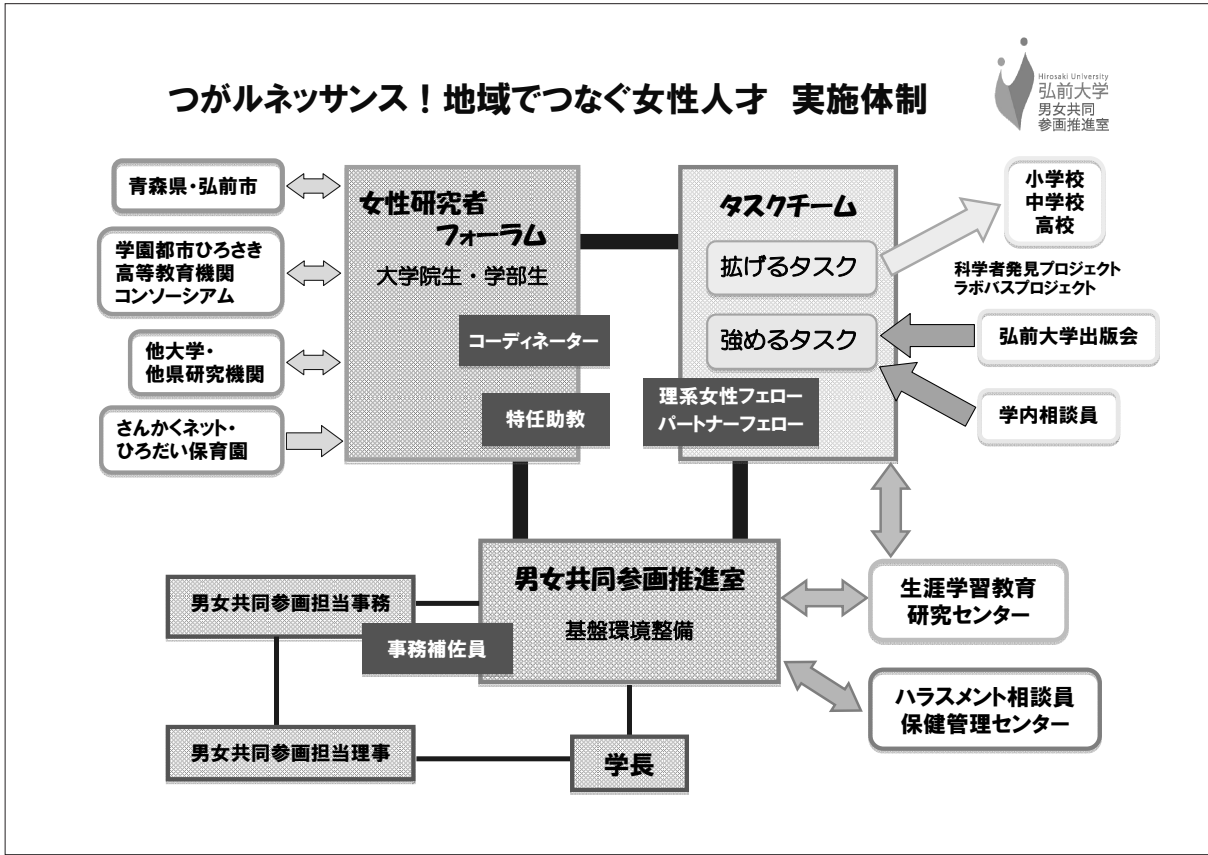 つがルネッサンス！地域でつなぐ女性人才 実施体制
Hirosaki University
弘前大学
男女共同
参画推進室
青森県・弘前市
学園都市ひろさき
高等教育機関
コンソーシアム
他大学・
他県研究機関
さんかくネット・
ひろだい保育園
女性研究者
フォーラム
大学院生・学部生
コーディネーター
特任助教
タスクチーム
拡げるタスク
強めるタスク
理系女性フェロー
パートナーフェロー
小学校
中学校
高校
科学者発見プロジェクト
ラボバスプロジェクト
弘前大学出版会
学内相談員
男女共同参画推進室
基盤環境整備
男女共同参画担当事務
事務補佐員
男女共同参画担当理事
学長
生涯学習教育
研究センター
ハラスメント相談員
保健管理センター